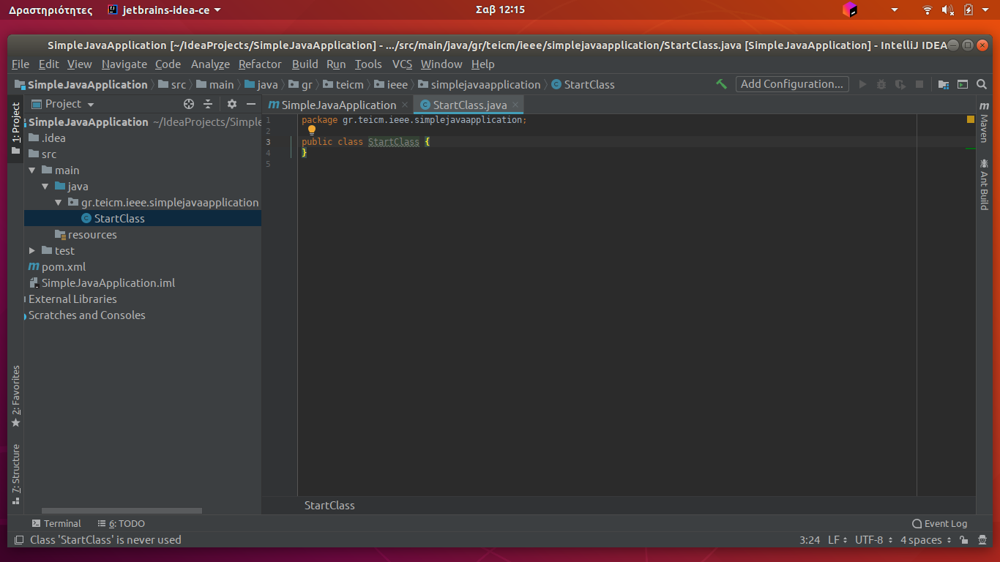 Δραστηριότητες jetbrains-idea-ce Σαβ 12:15
SimpleJavaApplication [~/IdeaProjects/SimpleJavaApplication] - .../src/main/java/gr/teicm/ieee/simplejavaapplication/StartClass.java [SimpleJavaApplication] - IntelliJ IDEA
File Edit View Navigate Code Analyze Refactor Build Run Tools VCS Window Help
SimpleJavaApplication src main java gr teicm ieee simplejavaapplication StartClass Add Configuration...
Project SimpleJavaApplication StartClass.java
SimpleJavaApplication ~/IdeaProjects/Simple
.idea
src
main
java
gr.teicm.ieee.simplejavaapplication
StartClass
resources
test
pom.xml
SimpleJavaApplication.iml
External Libraries
Scratches and Consoles
1: Project
2: Favorites
7: Structure
1 package gr.teicm.ieee.simplejavaapplication;
2
3 public class StartClass {
4 }
5
Maven
Ant Build
StartClass
Terminal 6: TODO Event Log
Class 'StartClass' is never used 3:24 LF UTF-8 4 spaces